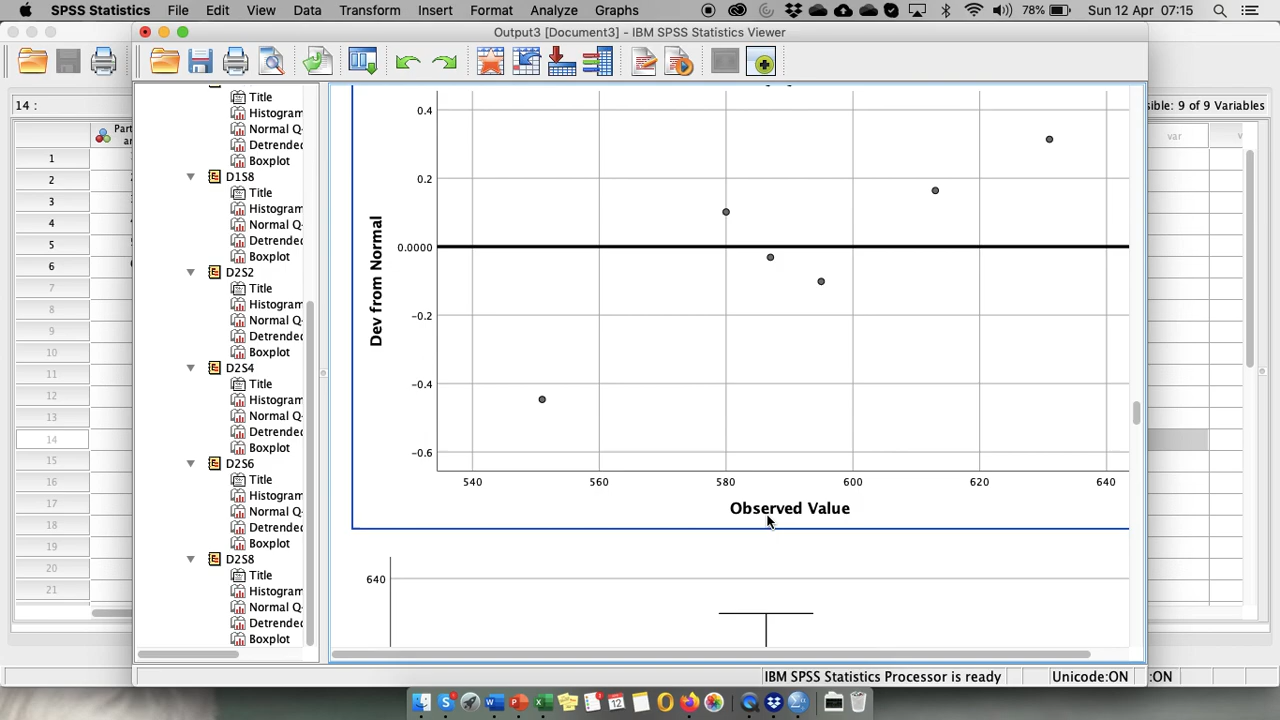 SPSS Statistics File Edit View Data Transform Insert Format Analyze Graphs 78% Sun 12 Apr 07:15
Output3 [Document3] - IBM SPSS Statistics Viewer
14 :
sible: 9 of 9 Variables
Part
var
1
2
3
4
5
6
7
8
9
10
11
12
13
14
15
16
17
18
19
20
21
Title
Histogram
Normal Q-
Detrended
Boxplot
D1S8
Title
Histogram
Normal Q-
Detrended
Boxplot
D2S2
Title
Histogram
Normal Q-
Detrended
Boxplot
D2S4
Title
Histogram
Normal Q-
Detrended
Boxplot
D2S6
Title
Histogram
Normal Q-
Detrended
Boxplot
D2S8
Title
Histogram
Normal Q-
Detrended
Boxplot
Dev from Normal
0.4
0.2
0.0000
−0.2
−0.4
−0.6
540 560 580 600 620 640
Observed Value
640
IBM SPSS Statistics Processor is ready Unicode:ON :ON